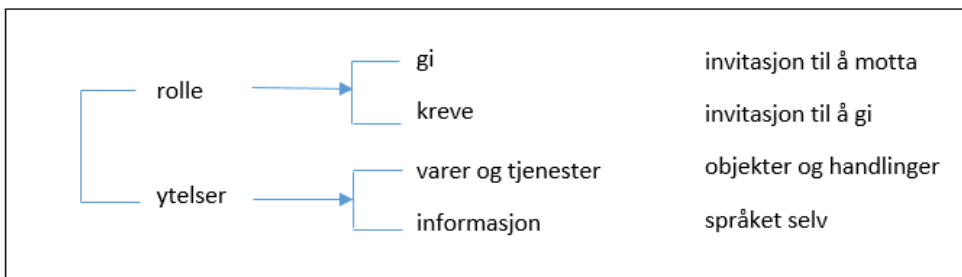 gi invitasjon til å motta
rolle
kreve invitasjon til å gi
varer og tjenester objekter og handlinger
ytelser
informasjon språket selv